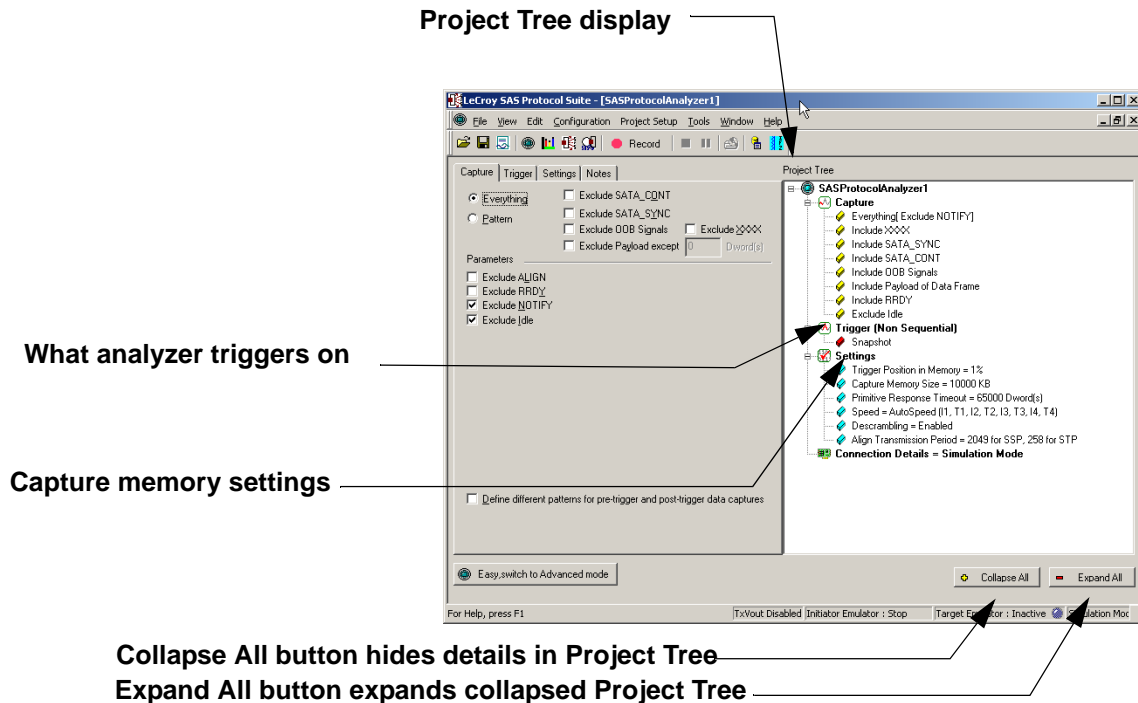 Project Tree display
LeCroy SAS Protocol Suite - [SASProtocolAnalyzer1]
File View Edit Configuration Project Setup Tools Window Help
Record
Capture Trigger Settings Notes
Everything
Pattern
Exclude SATA_CONT
Exclude SATA_SYNC
Exclude OOB Signals Exclude XXXX
Exclude Payload except 0 Dword(s)
Parameters
Exclude ALIGN
Exclude RRDY
Exclude NOTIFY
Exclude Idle
Define different patterns for pre-trigger and post-trigger data captures
Project Tree
SASProtocolAnalyzer1
Capture
Everything[ Exclude NOTIFY]
Include XXXX
Include SATA_SYNC
Include SATA_CONT
Include OOB Signals
Include Payload of Data Frame
Include RRDY
Exclude Idle
Trigger (Non Sequential)
Snapshot
Settings
Trigger Position in Memory = 1%
Capture Memory Size = 10000 KB
Primitive Response Timeout = 65000 Dword(s)
Speed = AutoSpeed (I1, T1, I2, T2, I3, T3, I4, T4)
Descrambling = Enabled
Align Transmission Period = 2049 for SSP, 258 for STP
Connection Details = Simulation Mode
What analyzer triggers on
Capture memory settings
Easy,switch to Advanced mode
Collapse All Expand All
For Help, press F1 TxVout Disabled Initiator Emulator : Stop Target Emulator : Inactive Simulation Mod
Collapse All button hides details in Project Tree
Expand All button expands collapsed Project Tree